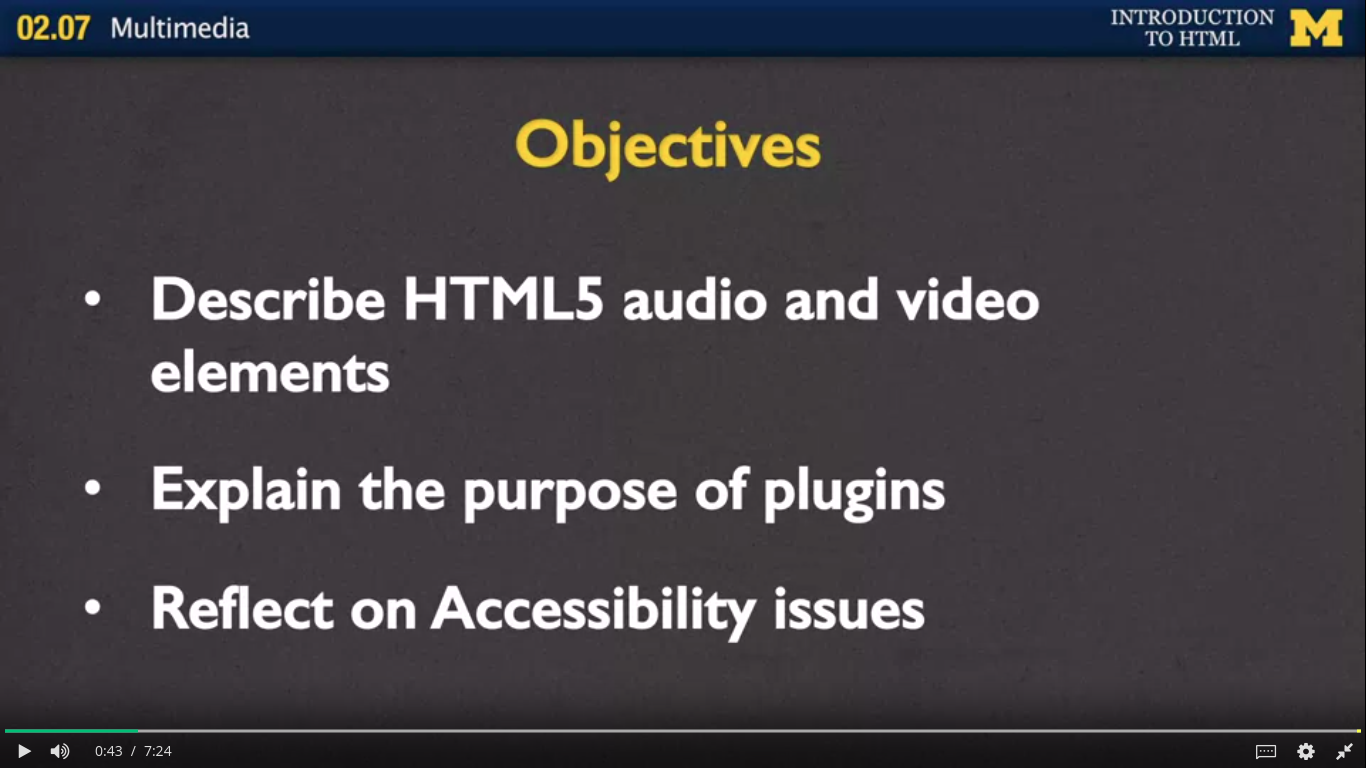 02.07 Multimedia
INTRODUCTION
TO HTML
M
Objectives
• Describe HTML5 audio and video
elements
• Explain the purpose of plugins
• Reflect on Accessibility issues
0:43 / 7:24